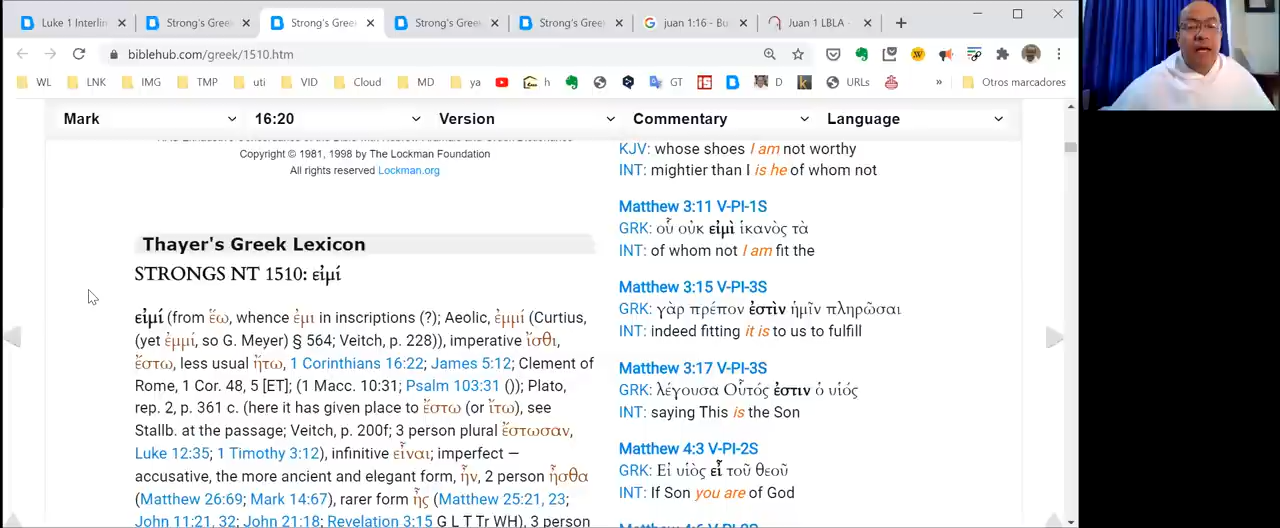 Luke 1 Interlin
Strong's Greek
Strong's Greek
Strong's Greek
Strong's Greek
juan 1:16 - Bu
Juan 1 LBLA -
biblehub.com/greek/1510.htm
WL
LNK
IMG
TMP
uti
VID
Cloud
MD
ya
h
GT
D
URLs
»
Otros marcadores
Mark
16:20
Version
Commentary
Language
Copyright © 1981, 1998 by The Lockman Foundation
All rights reserved Lockman.org
Thayer's Greek Lexicon
STRONGS NT 1510: εἰμί
εἰμί (from ἔω, whence ἐμι in inscriptions (?); Aeolic, ἐμμί (Curtius,
(yet ἐμμί, so G. Meyer) § 564; Veitch, p. 228)), imperative ἴσθι,
ἔστω, less usual ἤτω, 1 Corinthians 16:22; James 5:12; Clement of
Rome, 1 Cor. 48, 5 [ET]; (1 Macc. 10:31; Psalm 103:31 ()); Plato,
rep. 2, p. 361 c. (here it has given place to ἔστω (or ἴτω), see
Stallb. at the passage; Veitch, p. 200f; 3 person plural ἔστωσαν,
Luke 12:35; 1 Timothy 3:12), infinitive εἶναι; imperfect —
accusative, the more ancient and elegant form, ἦν, 2 person ἦσθα
(Matthew 26:69; Mark 14:67), rarer form ἦς (Matthew 25:21, 23;
John 11:21, 32; John 21:18; Revelation 3:15 G L T Tr WH), 3 person
KJV: whose shoes I am not worthy
INT: mightier than I is he of whom not
Matthew 3:11 V-PI-1S
GRK: οὗ οὐκ εἰμὶ ἱκανὸς τὰ
INT: of whom not I am fit the
Matthew 3:15 V-PI-3S
GRK: γὰρ πρέπον ἐστὶν ἡμῖν πληρῶσαι
INT: indeed fitting it is to us to fulfill
Matthew 3:17 V-PI-3S
GRK: λέγουσα Οὗτός ἐστιν ὁ υἱός
INT: saying This is the Son
Matthew 4:3 V-PI-2S
GRK: Εἰ υἱὸς εἶ τοῦ θεοῦ
INT: If Son you are of God